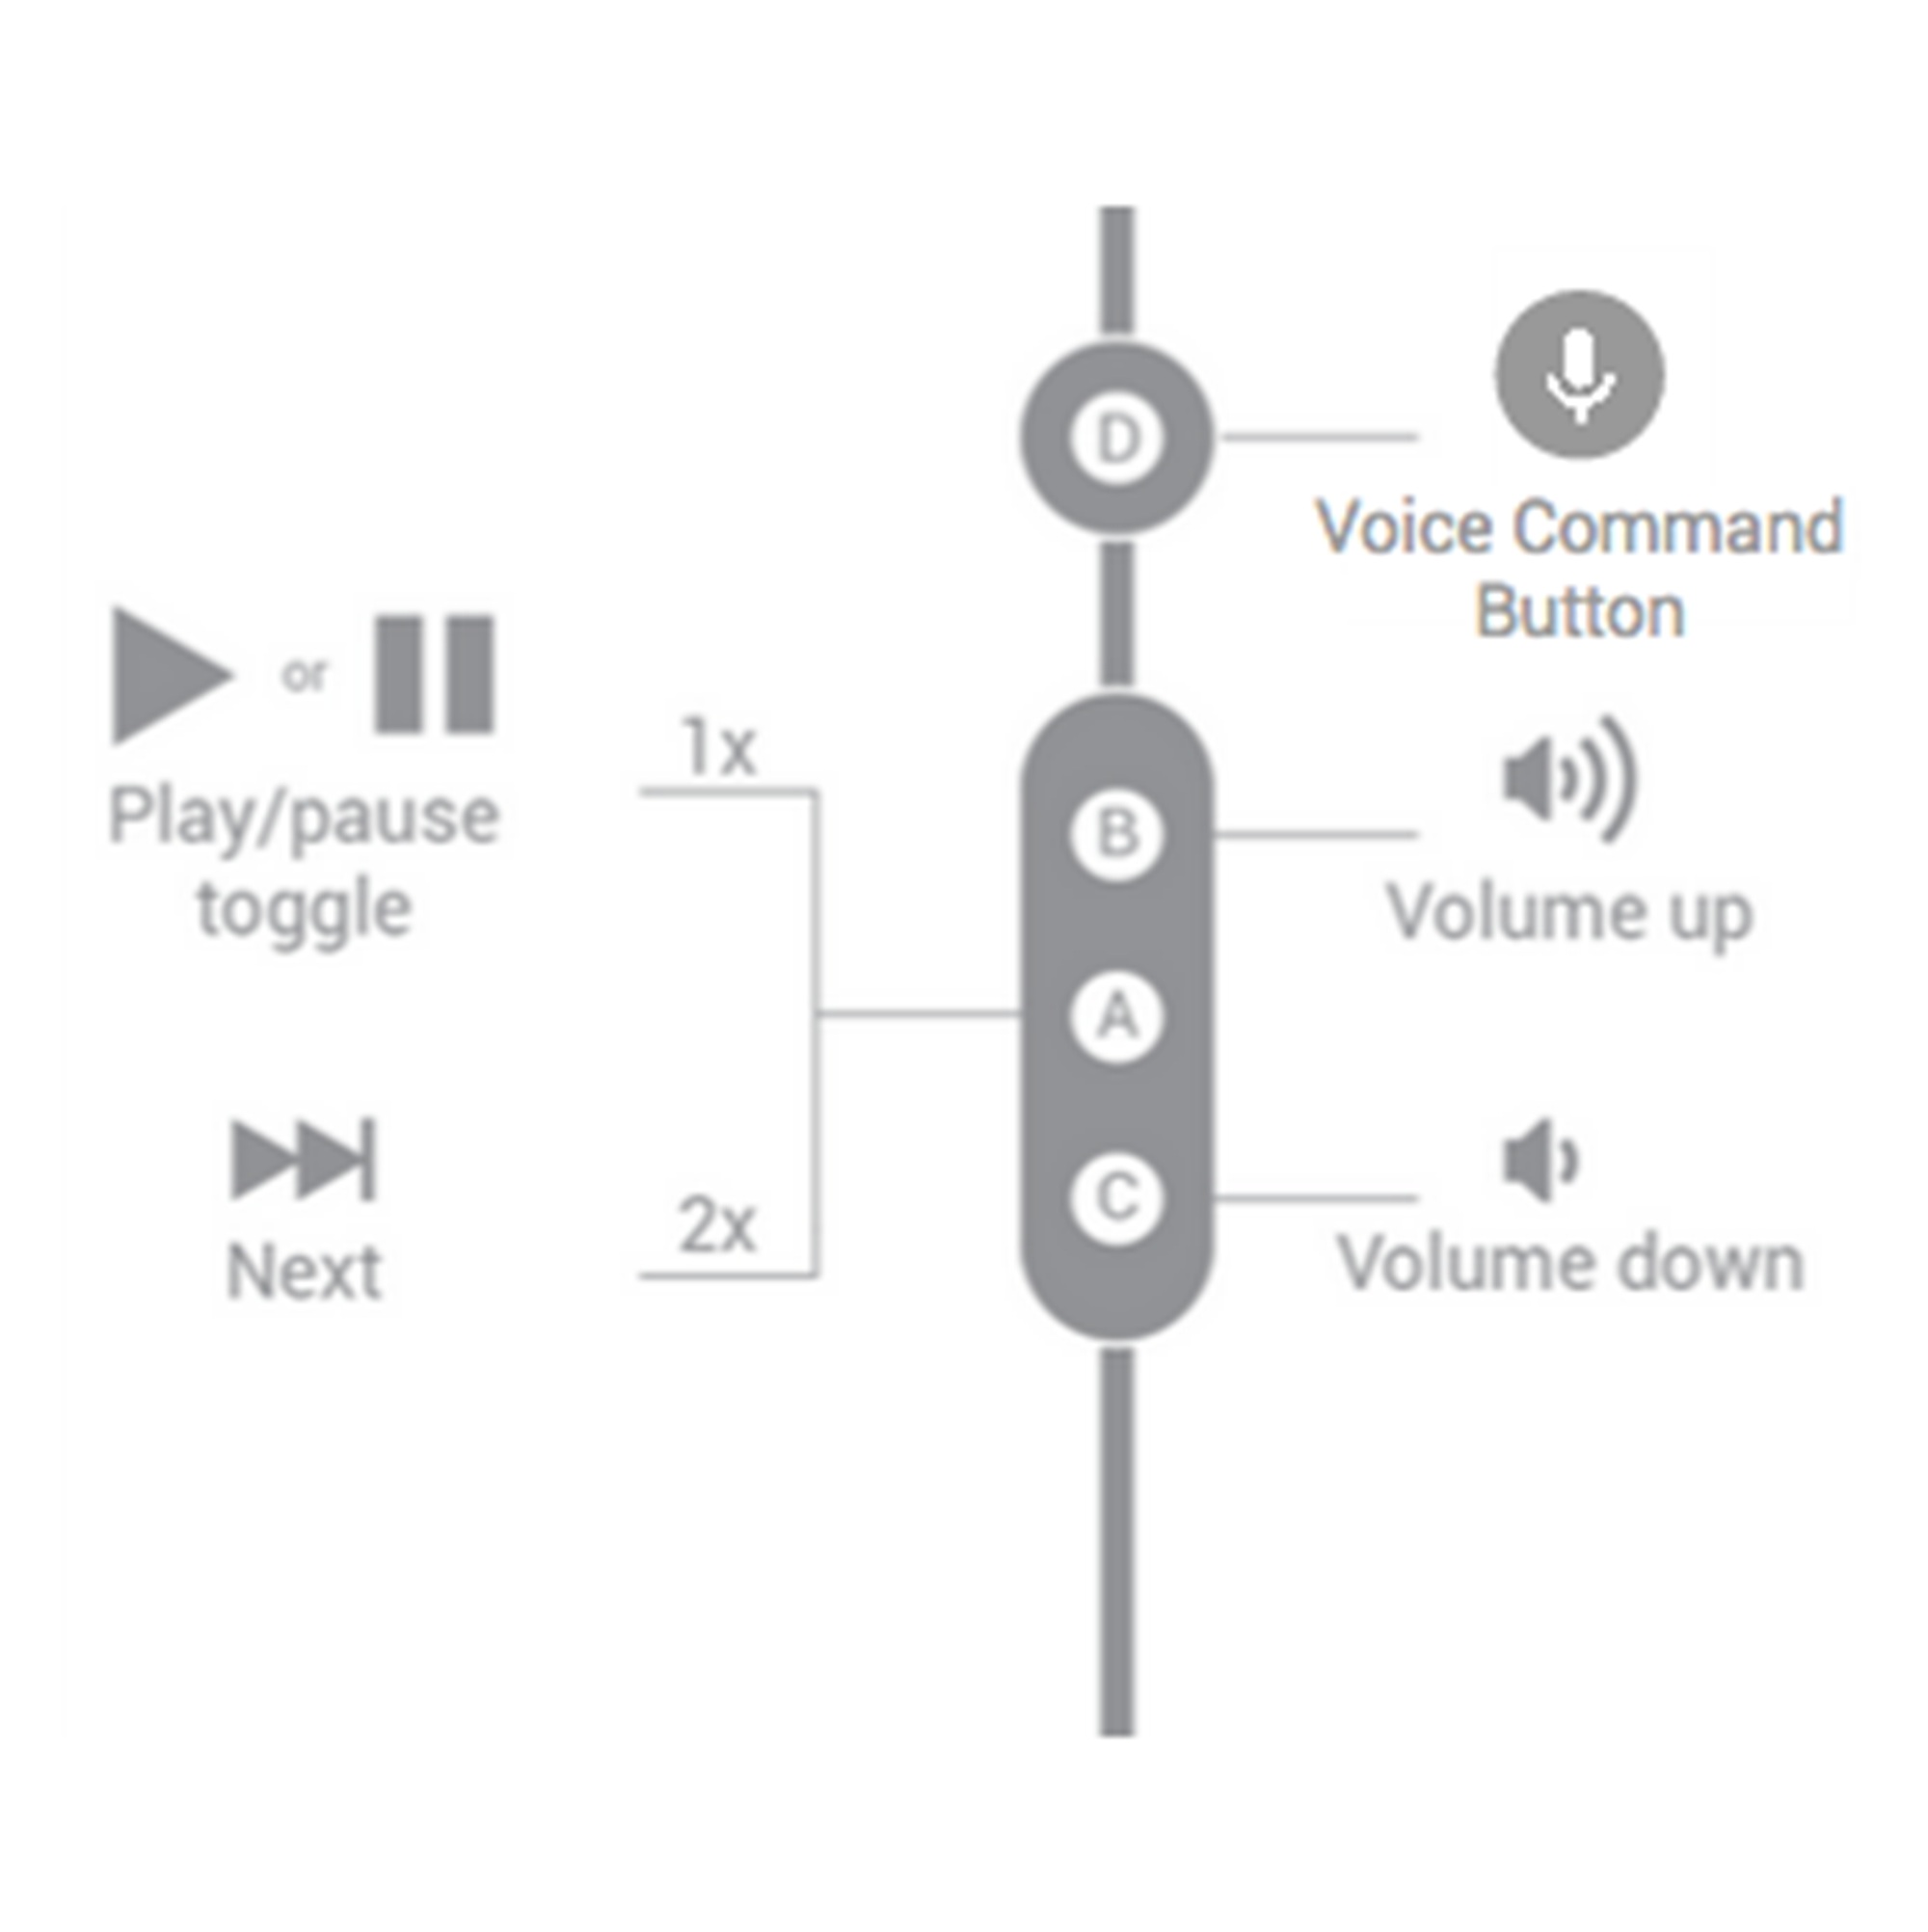 D
Voice Command
Button
or
Play/pause
toggle
1x
B
Volume up
A
Next
2x
C
Volume down